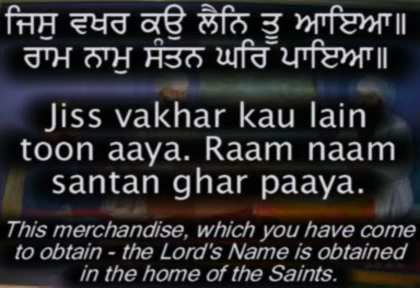 ਜਿਸੁ ਵਖਰ ਕਉ ਲੈਨਿ ਤੂ ਆਇਆ॥
ਰਾਮ ਨਾਮੁ ਸੰਤਨ ਘਰਿ ਪਾਇਆ॥
Jiss vakhar kau lain
toon aaya. Raam naam
santan ghar paaya.
This merchandise, which you have come
to obtain - the Lord's Name is obtained
in the home of the Saints.